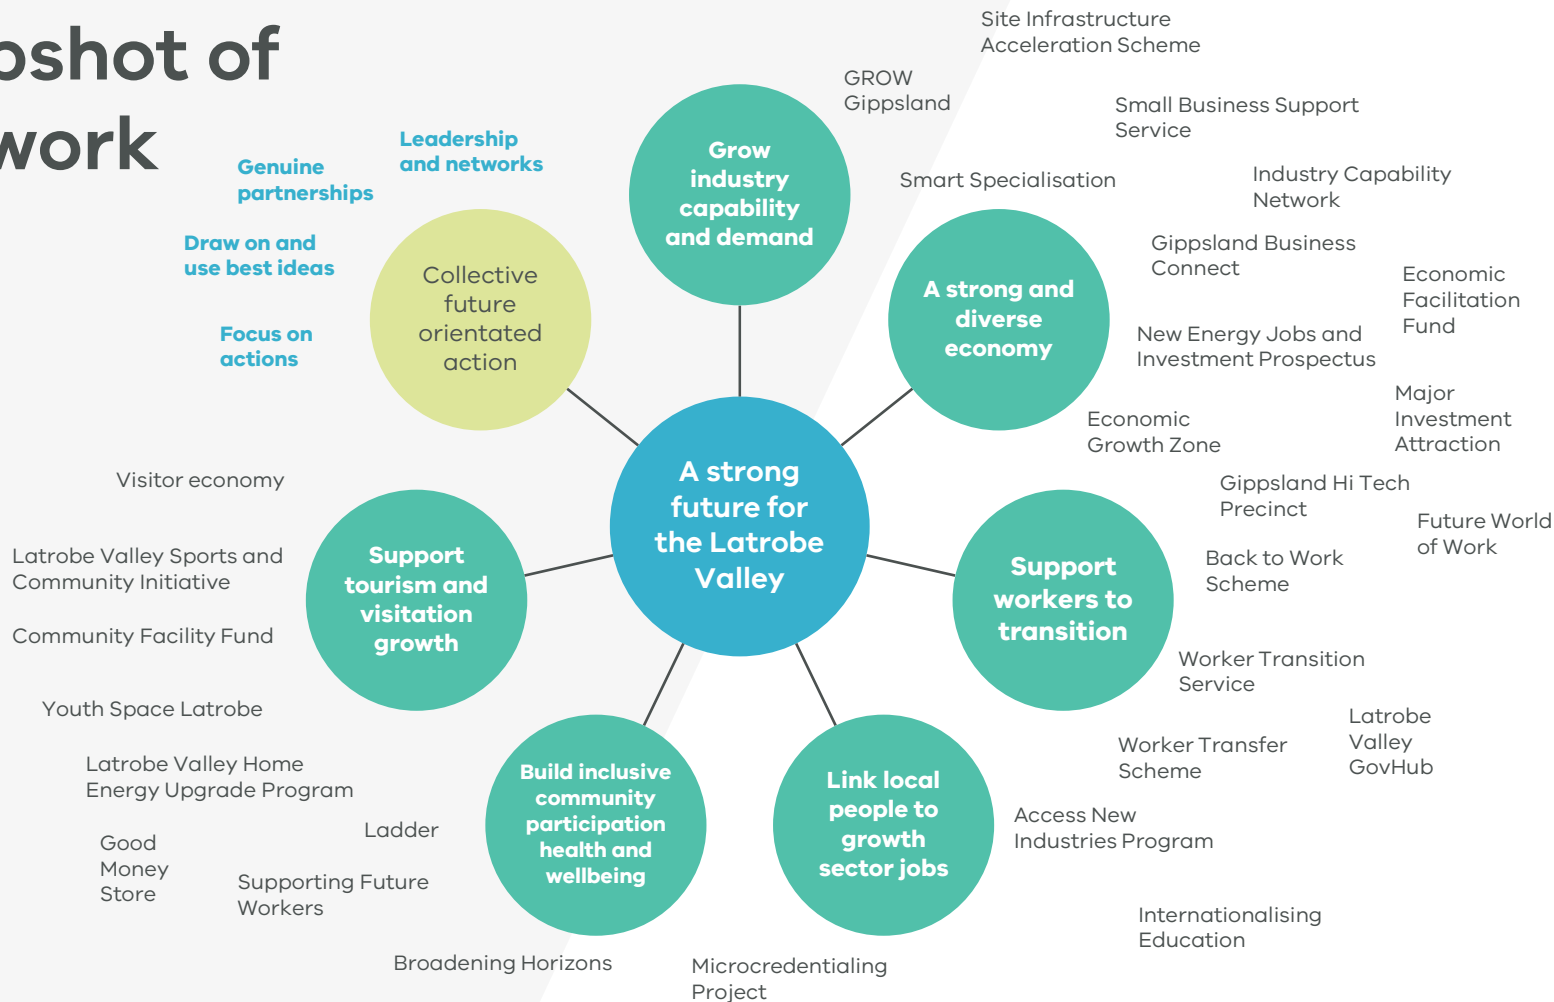 pshot of
work
Leadership
and networks
Genuine
partnerships
Draw on and
use best ideas
Focus on
actions
Collective
future
orientated
action
Grow
industry
capability
and demand
GROW
Gippsland
Site Infrastructure
Acceleration Scheme
Small Business Support
Service
Smart Specialisation
Industry Capability
Network
Gippsland Business
Connect
Economic
Facilitation
Fund
A strong and
diverse
economy
New Energy Jobs and
Investment Prospectus
Major
Investment
Attraction
Economic
Growth Zone
A strong
future for
the Latrobe
Valley
Gippsland Hi Tech
Precinct
Future World
of Work
Back to Work
Scheme
Support
workers to
transition
Worker Transition
Service
Latrobe
Valley
GovHub
Worker Transfer
Scheme
Access New
Industries Program
Link local
people to
growth
sector jobs
Internationalising
Education
Microcredentialing
Project
Build inclusive
community
participation
health and
wellbeing
Broadening Horizons
Supporting Future
Workers
Ladder
Good
Money
Store
Latrobe Valley Home
Energy Upgrade Program
Youth Space Latrobe
Community Facility Fund
Latrobe Valley Sports and
Community Initiative
Visitor economy
Support
tourism and
visitation
growth